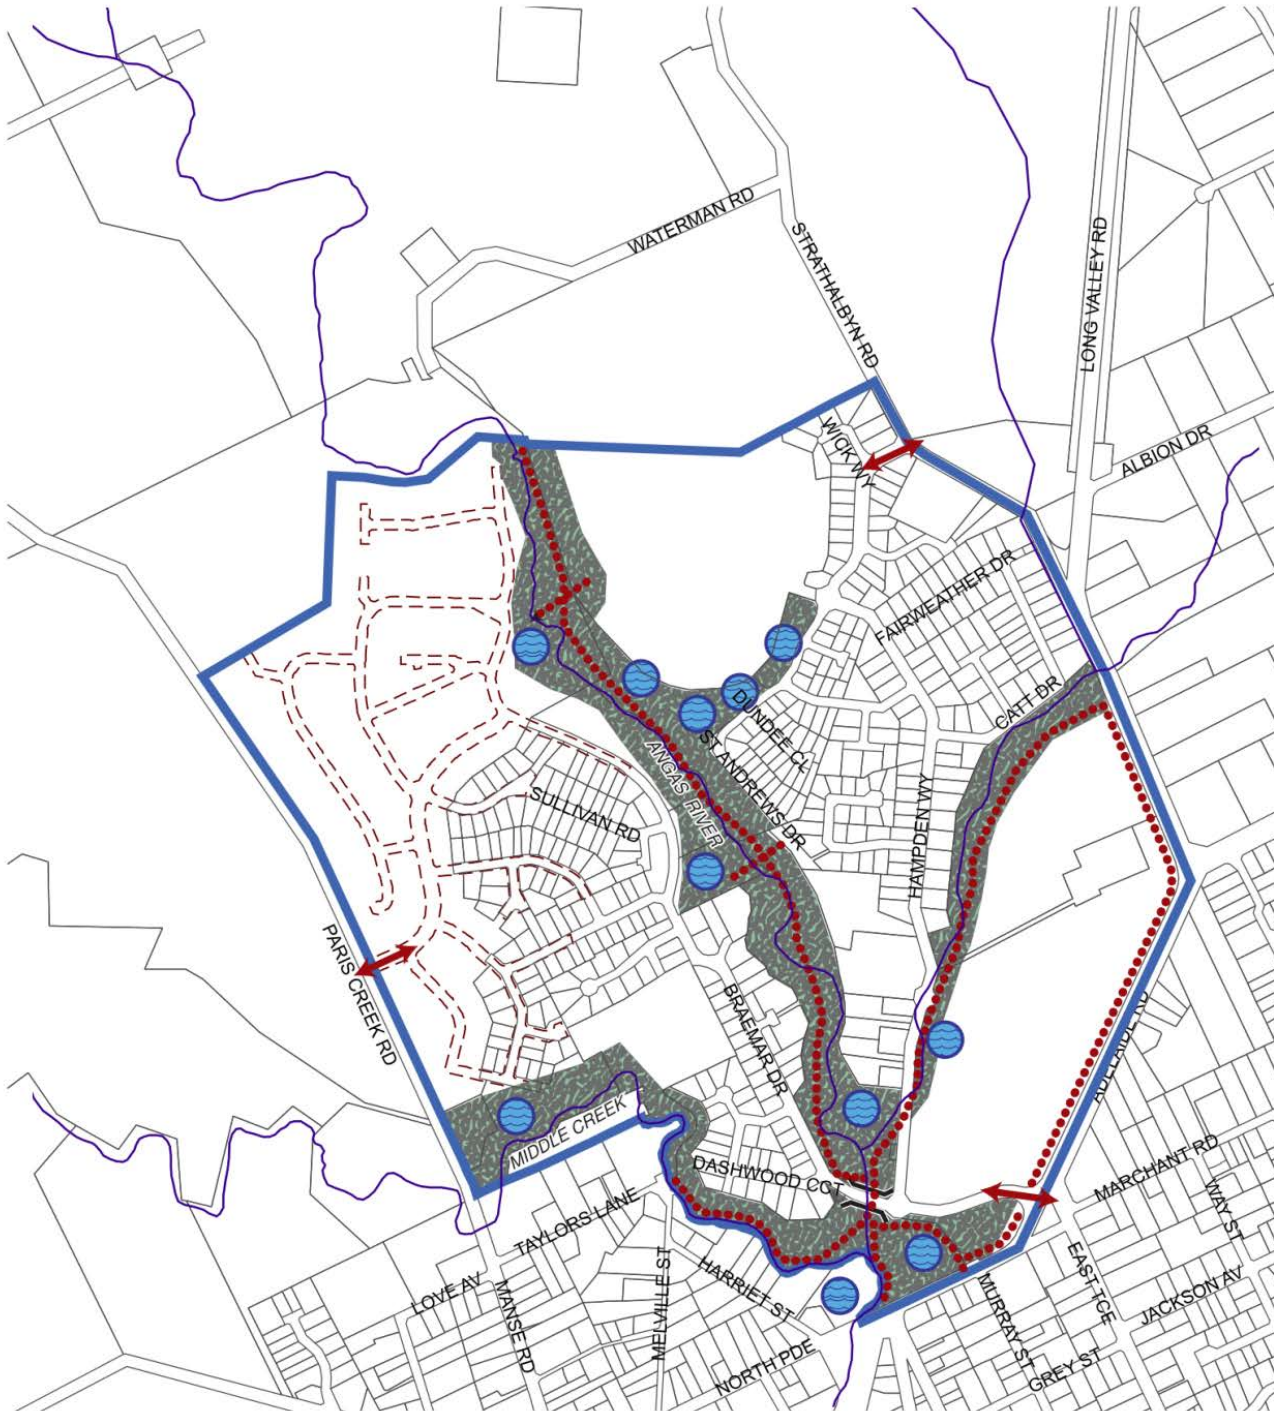 WATERMAN RD
STRATHALBYN RD
LONG VALLEY RD
WICK WY
ALBION DR
FAIRWEATHER DR
CATT DR
DUNDEE CL
ST ANDREWS DR
ANGAS RIVER
SULLIVAN RD
HAMPDEN WY
PARIS CREEK RD
BRAEMAR DR
ADELAIDE RD
MIDDLE CREEK
DASHWOOD CCT
MARCHANT RD
WAY ST
TAYLORS LANE
LOVE AV
MANSE RD
MELVILLE ST
HARRIET ST
NORTH PDE
MURRAY ST
EAST TCE
JACKSON AV
GREY ST